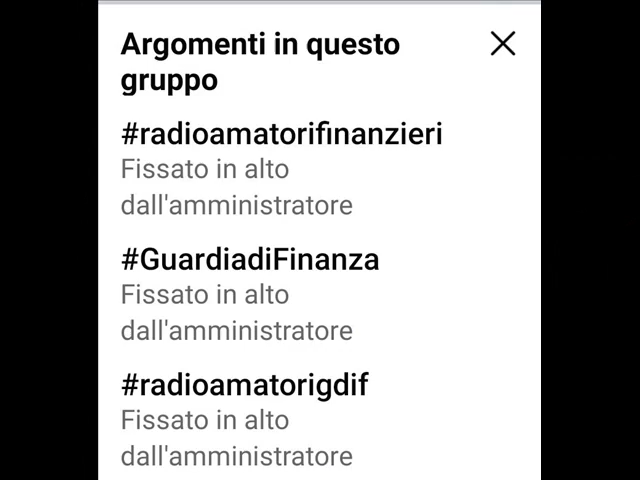 Argomenti in questo
gruppo
#radioamatorifinanzieri
Fissato in alto
dall'amministratore
#GuardiadiFinanza
Fissato in alto
dall'amministratore
#radioamatorigdif
Fissato in alto
dall'amministratore